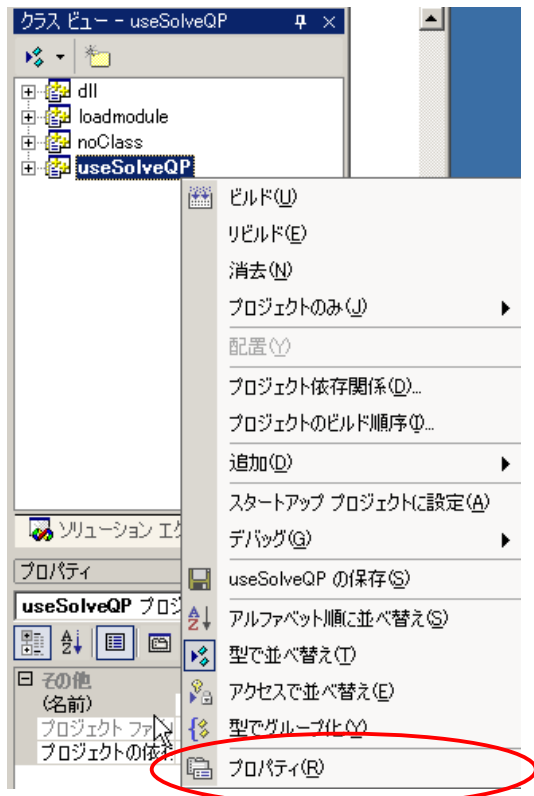 クラス ビュー - useSolveQP
dll
loadmodule
noClass
useSolveQP
ビルド(U)
リビルド(E)
消去(N)
プロジェクトのみ(J)
配置(Y)
プロジェクト依存関係(D)...
プロジェクトのビルド順序(I)...
追加(D)
スタートアップ プロジェクトに設定(A)
デバッグ(G)
useSolveQP の保存(S)
アルファベット順に並べ替え(S)
型で並べ替え(T)
アクセスで並べ替え(E)
型でグループ化(Y)
プロパティ(R)
ソリューション エク
プロパティ
useSolveQP プロジ
その他
(名前)
プロジェクト ファ
プロジェクトの依存